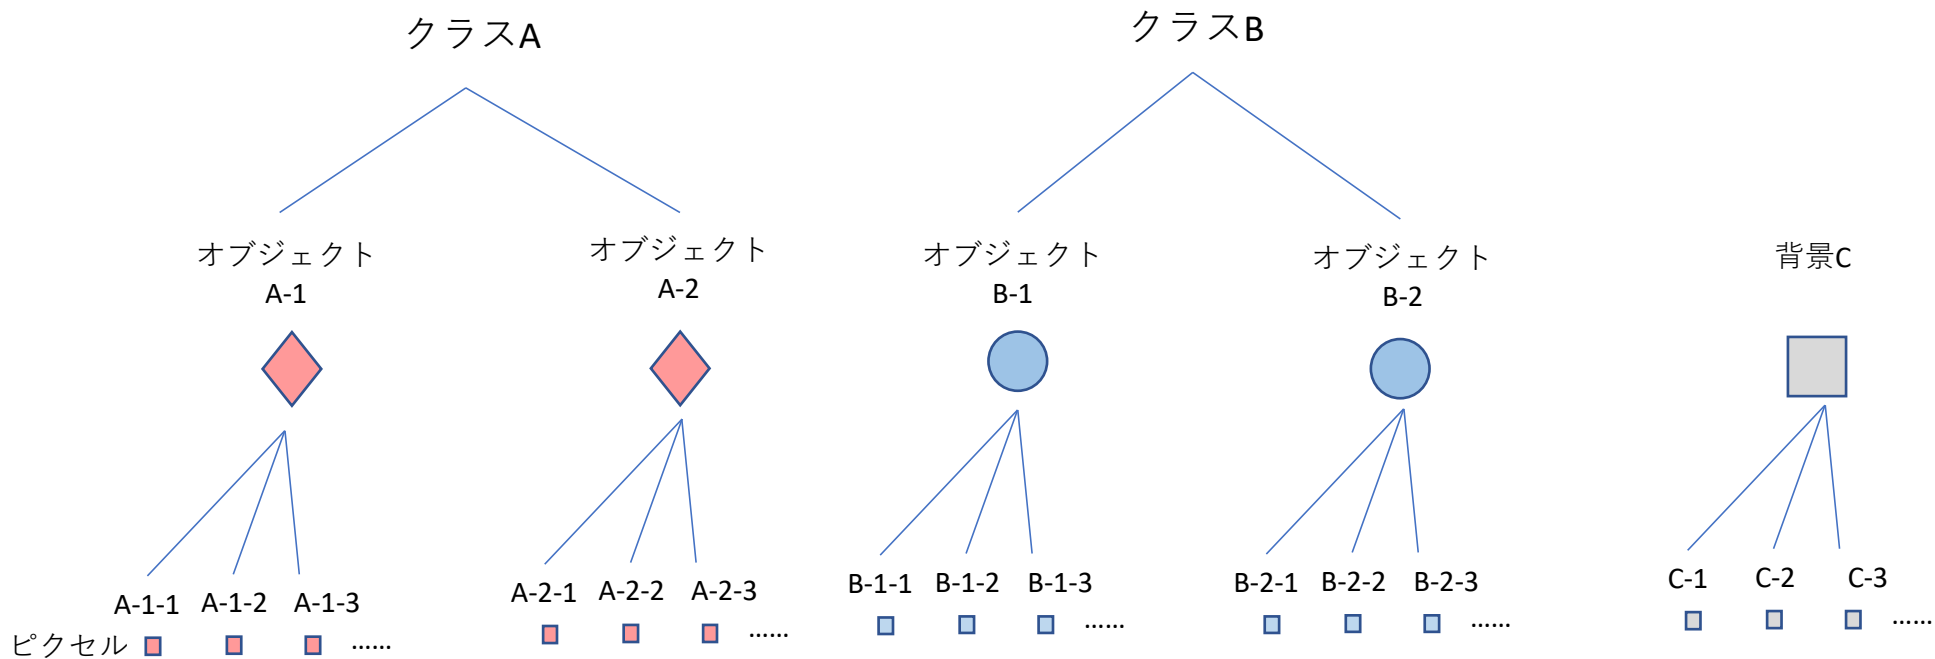 クラスA
クラスB
オブジェクト
A-1
オブジェクト
A-2
オブジェクト
B-1
オブジェクト
B-2
背景C
A-1-1 A-1-2 A-1-3
A-2-1 A-2-2 A-2-3
B-1-1 B-1-2 B-1-3
B-2-1 B-2-2 B-2-3
C-1 C-2 C-3
ピクセル ......
......
......
......
......